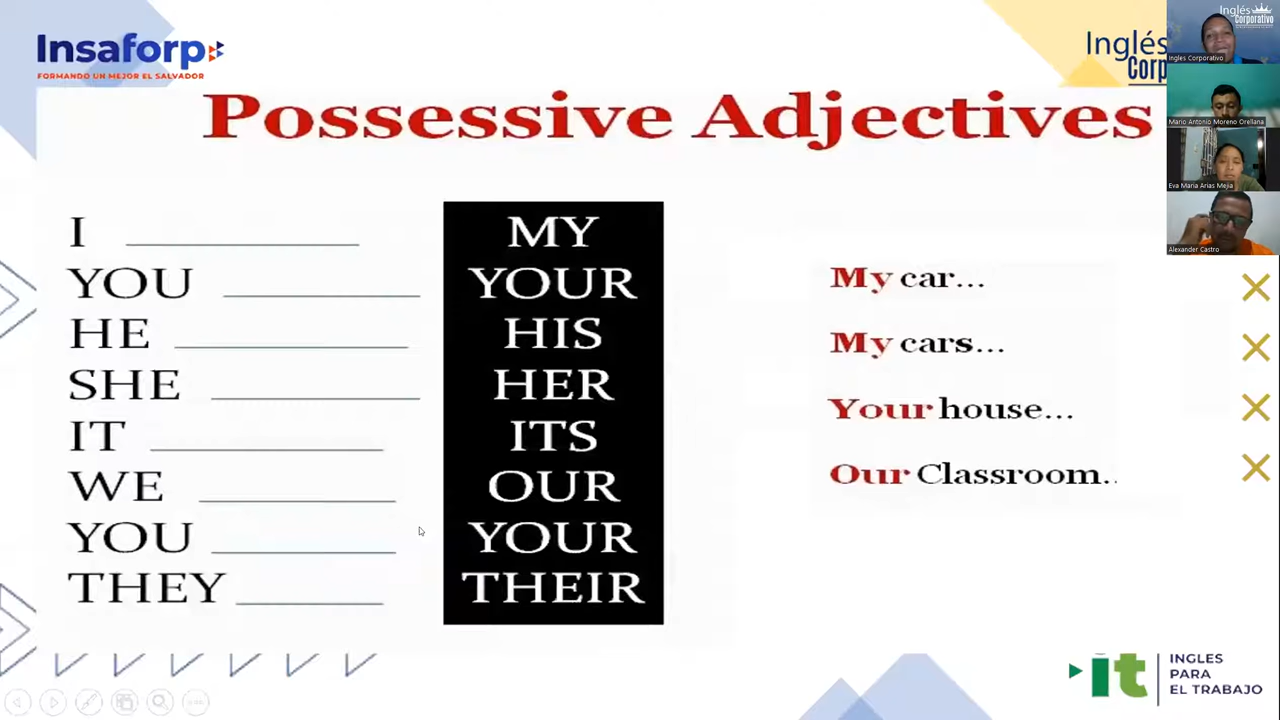 Insaforp
FORMANDO UN MEJOR EL SALVADOR
Inglés
Corp
Inglés
Corporativo
Ingles Corporativo
Mario Antonio Moreno Orellana
Eva Maria Arias Mejia
Alexander Castro
Possessive Adjectives
I
YOU
HE
SHE
IT
WE
YOU
THEY
MY
YOUR
HIS
HER
ITS
OUR
YOUR
THEIR
My car...
My cars...
Your house...
Our Classroom..
it
INGLES
PARA
EL TRABAJO